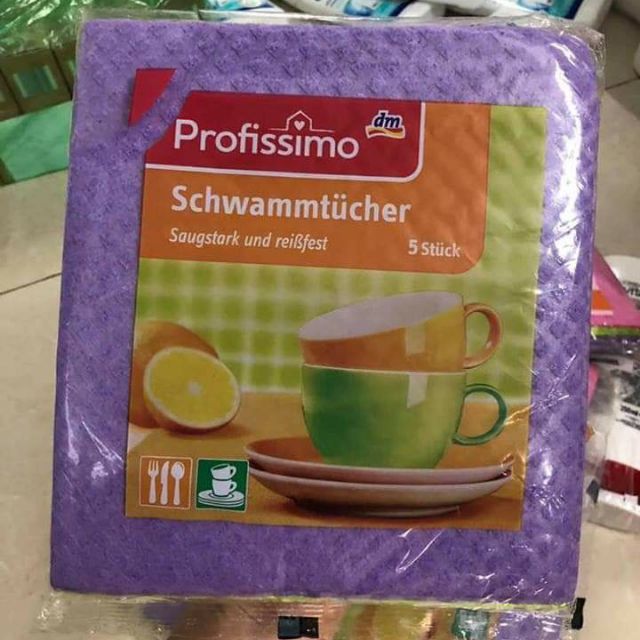 Profissimo
dm
Schwammtücher
Saugstark und reißfest
5 Stück